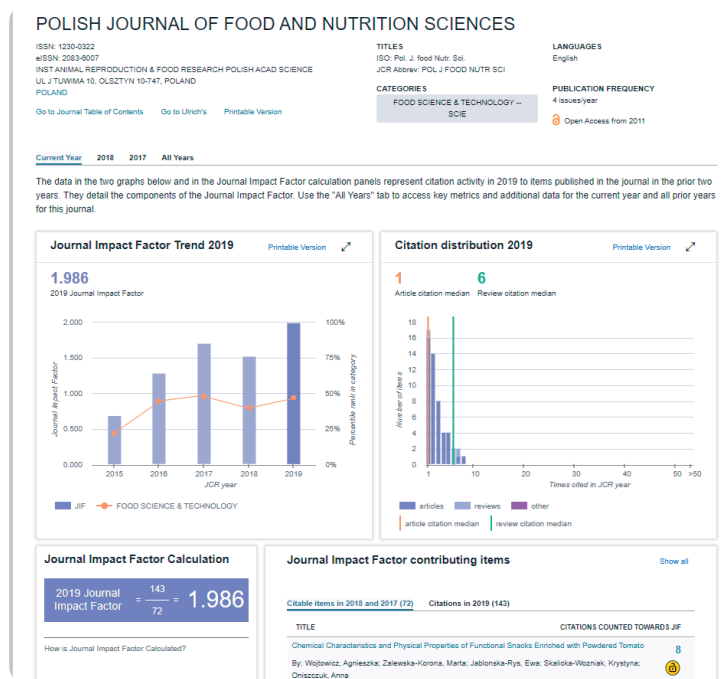 POLISH JOURNAL OF FOOD AND NUTRITION SCIENCES
ISSN: 1230-0322
eISSN: 2083-6007
INST ANIMAL REPRODUCTION & FOOD RESEARCH POLISH ACAD SCIENCE
UL J TUWIMA 10, OLSZTYN 10-747, POLAND
POLAND
Go to Journal Table of Contents Go to Ulrich's Printable Version
TITLES
ISO: Pol. J. food Nutr. Sci.
JCR Abbrev: POL J FOOD NUTR SCI
CATEGORIES
FOOD SCIENCE & TECHNOLOGY --
SCIE
LANGUAGES
English
PUBLICATION FREQUENCY
4 issues/year
Open Access from 2011
Current Year 2018 2017 All Years
The data in the two graphs below and in the Journal Impact Factor calculation panels represent citation activity in 2019 to items published in the journal in the prior two
years. They detail the components of the Journal Impact Factor. Use the "All Years" tab to access key metrics and additional data for the current year and all prior years
for this journal.
Journal Impact Factor Trend 2019 Printable Version
1.986
2019 Journal Impact Factor
2.000 100%
1.500 75%
1.000 50%
0.500 25%
0.000 0%
Journal Impact Factor
Percentile rank in category
2015 2016 2017 2018 2019
JCR year
JIF FOOD SCIENCE & TECHNOLOGY
Citation distribution 2019 Printable Version
1 6
Article citation median Review citation median
18
16
14
12
10
8
6
4
2
0
Number of items
1 10 20 30 40 50 >50
Times cited in JCR year
articles reviews other
article citation median review citation median
Journal Impact Factor Calculation
2019 Journal
Impact Factor = 143 / 72 = 1.986
How is Journal Impact Factor Calculated?
Journal Impact Factor contributing items Show all
Citable items in 2018 and 2017 (72) Citations in 2019 (143)
TITLE CITATIONS COUNTED TOWARDS JIF
Chemical Characteristics and Physical Properties of Functional Snacks Enriched with Powdered Tomato 8
By: Wojtowicz, Agnieszka; Zalewska-Korona, Marta; Jablonska-Rys, Ewa; Skalicka-Wozniak, Krystyna;
Oniszczuk, Anna